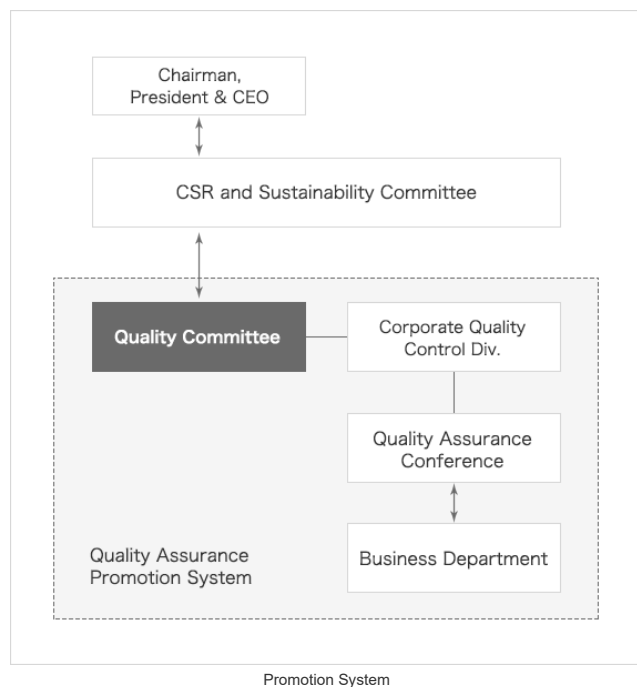 Chairman,
President & CEO
CSR and Sustainability Committee
Quality Committee
Corporate Quality
Control Div.
Quality Assurance
Conference
Business Department
Quality Assurance
Promotion System
Promotion System